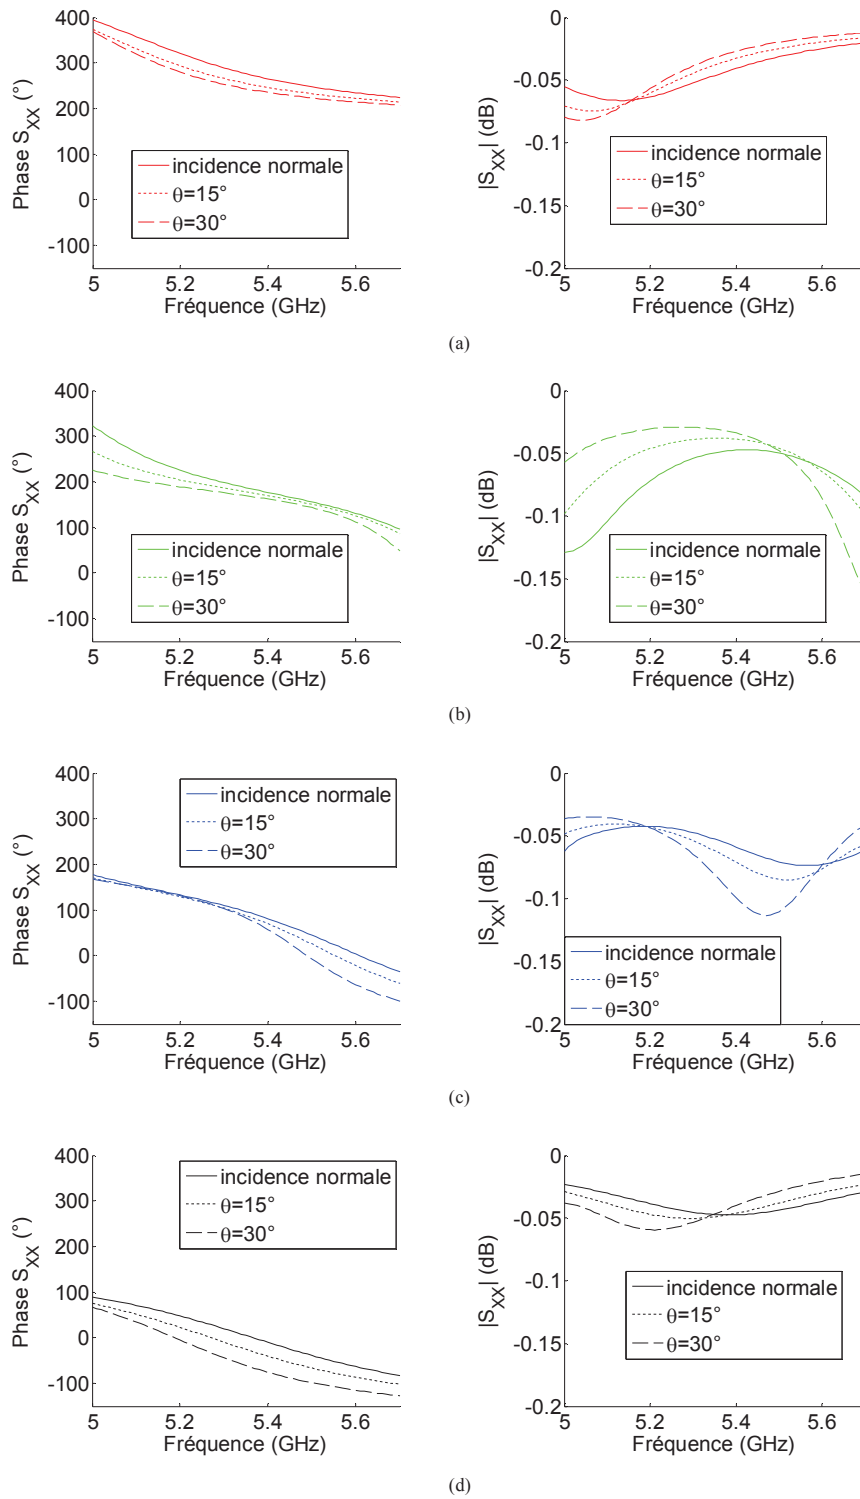 400
300
200
100
0
-100
Phase S_XX (°)
incidence normale
θ=15°
θ=30°
5
5.2
5.4
5.6
Fréquence (GHz)
0
-0.05
-0.1
-0.15
-0.2
|S_XX| (dB)
incidence normale
θ=15°
θ=30°
5
5.2
5.4
5.6
Fréquence (GHz)
(a)
400
300
200
100
0
-100
Phase S_XX (°)
incidence normale
θ=15°
θ=30°
5
5.2
5.4
5.6
Fréquence (GHz)
0
-0.05
-0.1
-0.15
-0.2
|S_XX| (dB)
incidence normale
θ=15°
θ=30°
5
5.2
5.4
5.6
Fréquence (GHz)
(b)
400
300
200
100
0
-100
Phase S_XX (°)
incidence normale
θ=15°
θ=30°
5
5.2
5.4
5.6
Fréquence (GHz)
0
-0.05
-0.1
-0.15
-0.2
|S_XX| (dB)
incidence normale
θ=15°
θ=30°
5
5.2
5.4
5.6
Fréquence (GHz)
(c)
400
300
200
100
0
-100
Phase S_XX (°)
incidence normale
θ=15°
θ=30°
5
5.2
5.4
5.6
Fréquence (GHz)
0
-0.05
-0.1
-0.15
-0.2
|S_XX| (dB)
incidence normale
θ=15°
θ=30°
5
5.2
5.4
5.6
Fréquence (GHz)
(d)